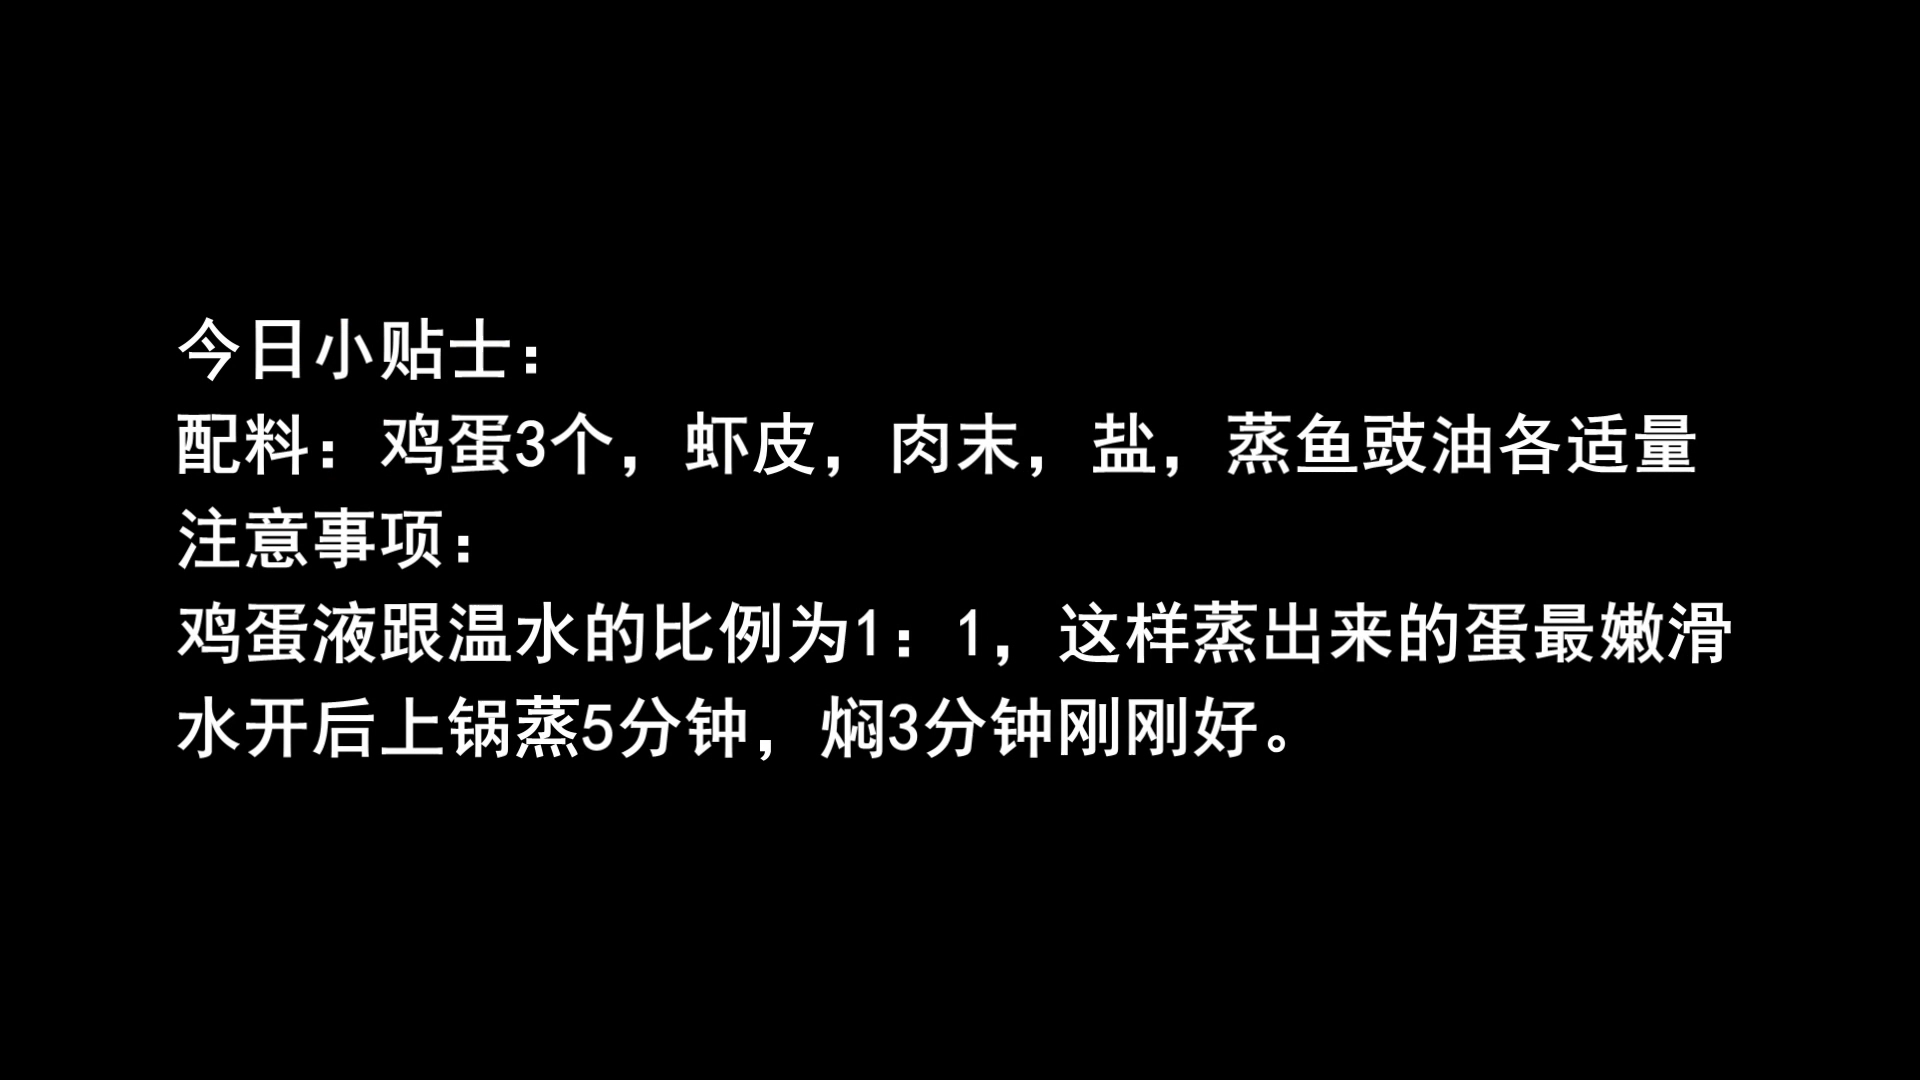 今日小贴士：
配料：鸡蛋3个，虾皮，肉末，盐，蒸鱼豉油各适量
注意事项：
鸡蛋液跟温水的比例为1：1，这样蒸出来的蛋最嫩滑
水开后上锅蒸5分钟，焖3分钟刚刚好。